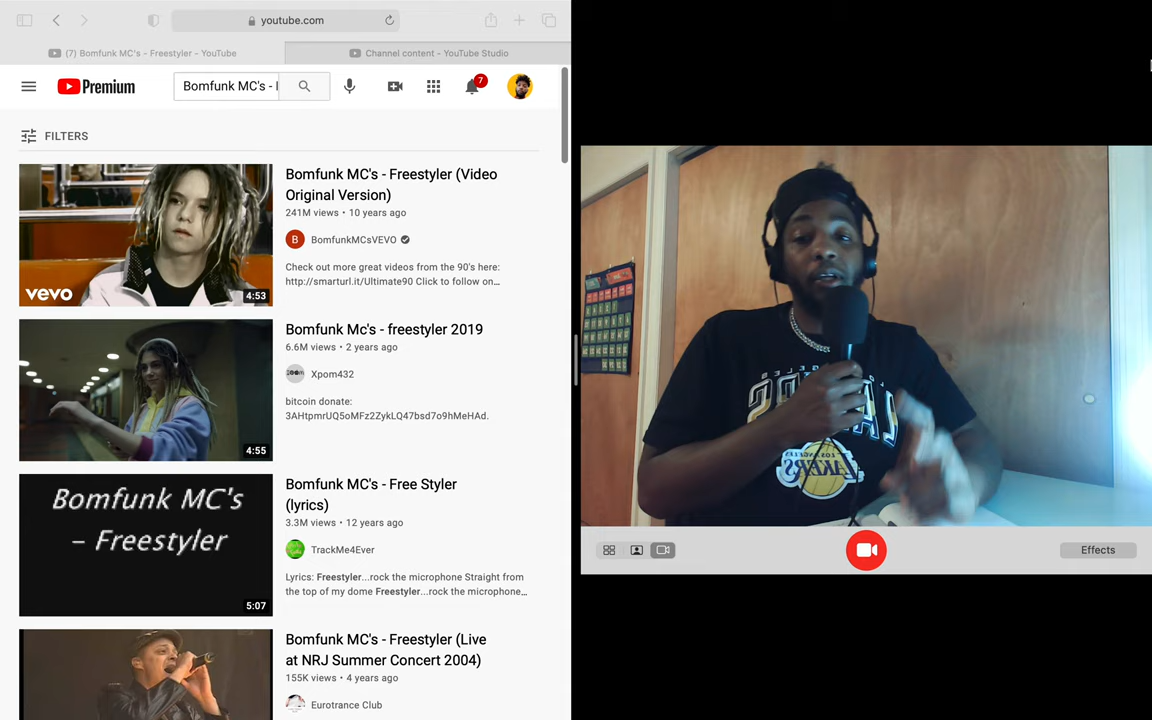 youtube.com
(7) Bomfunk MC's - Freestyler - YouTube
Channel content - YouTube Studio
Premium
Bomfunk MC's - I
7
FILTERS
Bomfunk MC's - Freestyler (Video
Original Version)
241M views • 10 years ago
B
BomfunkMCsVEVO
Check out more great videos from the 90's here:
http://smarturl.it/Ultimate90 Click to follow on...
vevo
4:53
Bomfunk Mc's - freestyler 2019
6.6M views • 2 years ago
Xpom432
bitcoin donate:
3AHtpmrUQ5oMFz2ZykLQ47bsd7o9hMeHAd.
4:55
Bomfunk MC's
- Freestyler
5:07
Bomfunk MC's - Free Styler
(lyrics)
3.3M views • 12 years ago
TrackMe4Ever
Lyrics: Freestyler...rock the microphone Straight from
the top of my dome Freestyler...rock the microphone...
Bomfunk MC's - Freestyler (Live
at NRJ Summer Concert 2004)
155K views • 4 years ago
Eurotrance Club
LOS ANGELES
LAKERS
Effects